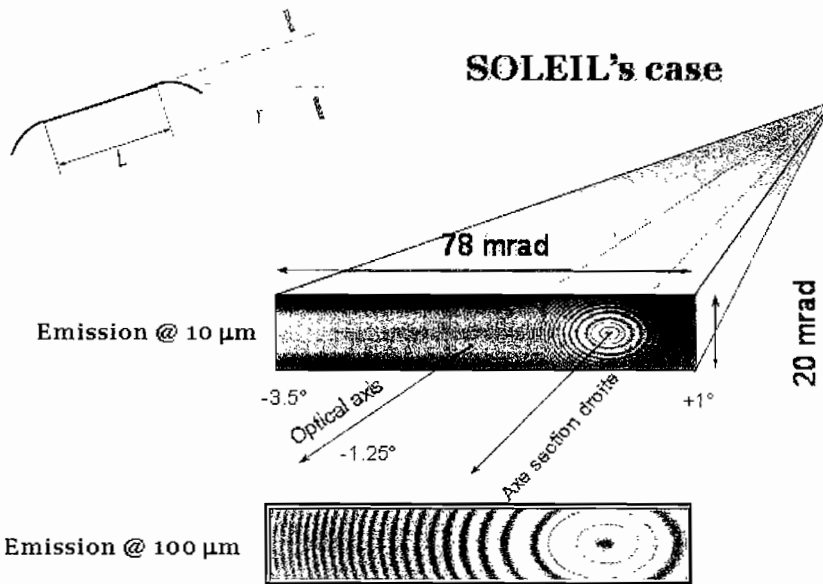 SOLEIL's case
L
78 mrad
20 mrad
Emission @ 10 μm
-3.5°
+1°
Optical axis
-1.25°
Axe section droite
Emission @ 100 μm